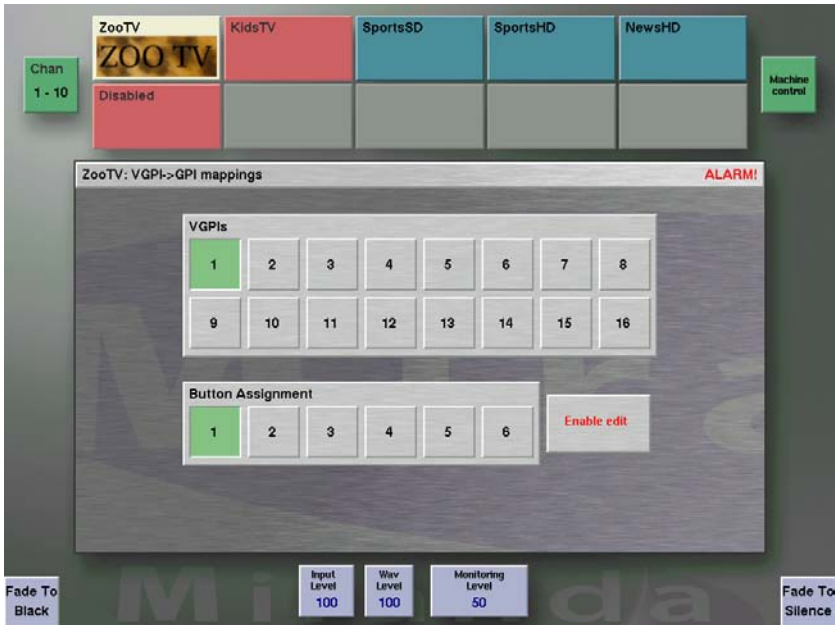 ZooTV
KidsTV
SportsSD
SportsHD
NewsHD
ZOO TV
Chan
1 - 10
Machine
control
Disabled
ZooTV: VGPI->GPI mappings
ALARM!
VGPIs
1 2 3 4 5 6 7 8
9 10 11 12 13 14 15 16
Button Assignment
1 2 3 4 5 6
Enable edit
Fade To
Black
Input
Level
100
Wav
Level
100
Monitoring
Level
50
Fade To
Silence
Miranda